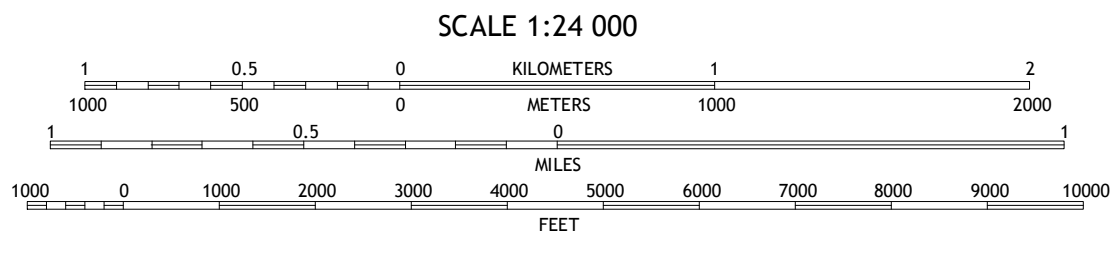 SCALE 1:24 000
1 0.5 0 KILOMETERS 1 2
1000 500 0 METERS 1000 2000
1 0.5 0 1
MILES
1000 0 1000 2000 3000 4000 5000 6000 7000 8000 9000 10000
FEET